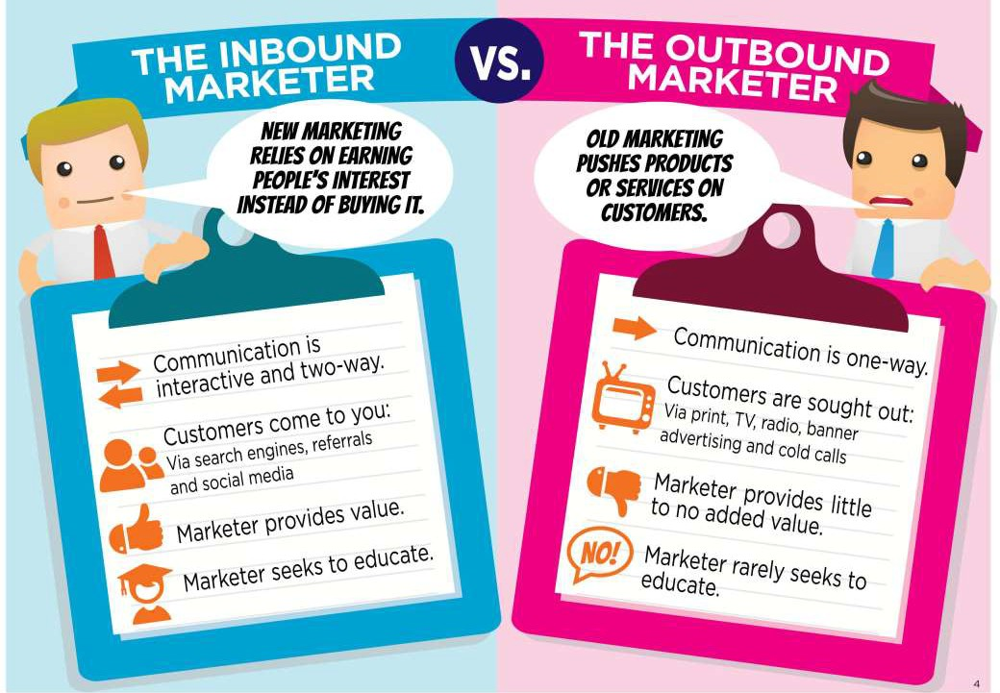 THE INBOUND
MARKETER
VS.
THE OUTBOUND
MARKETER
NEW MARKETING
RELIES ON EARNING
PEOPLE'S INTEREST
INSTEAD OF BUYING IT.
OLD MARKETING
PUSHES PRODUCTS
OR SERVICES ON
CUSTOMERS.
Communication is
interactive and two-way.
Customers come to you:
Via search engines, referrals
and social media
Marketer provides value.
Marketer seeks to educate.
Communication is one-way.
Customers are sought out:
Via print, TV, radio, banner
advertising and cold calls
Marketer provides little
to no added value.
NO!
Marketer rarely seeks to
educate.
4